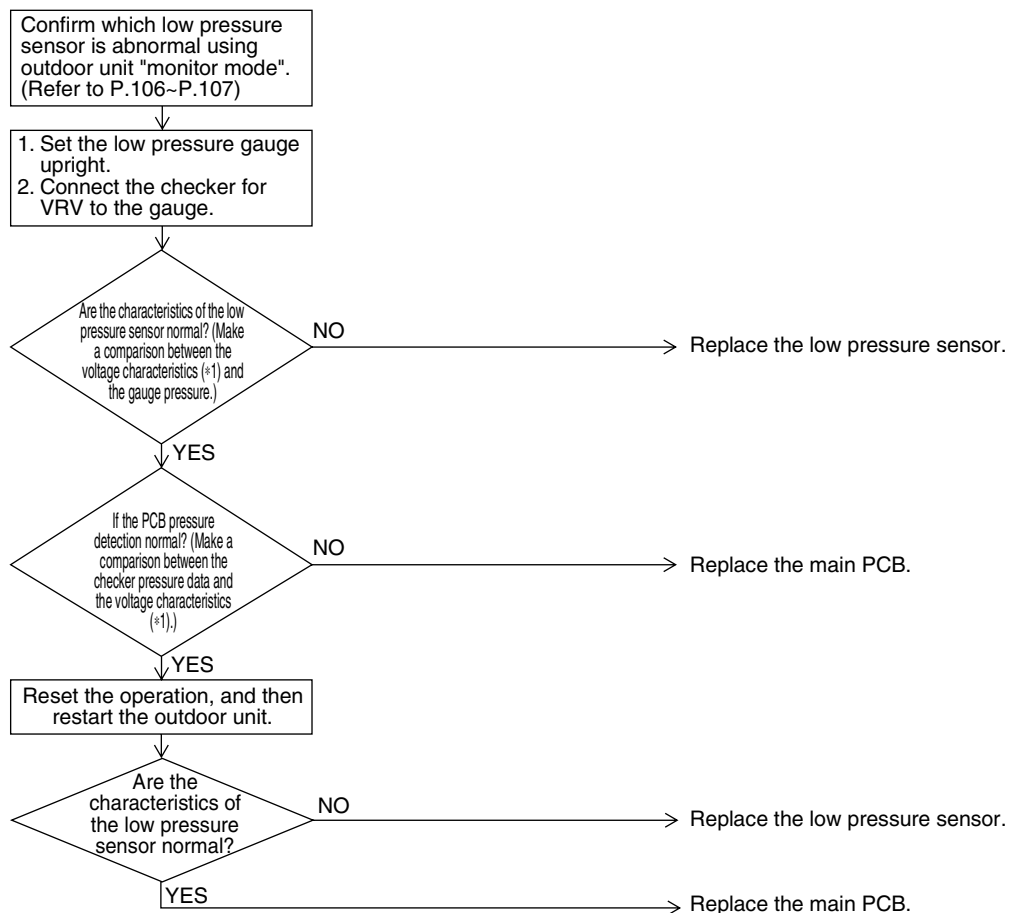 Confirm which low pressure
sensor is abnormal using
outdoor unit "monitor mode".
(Refer to P.106~P.107)
1. Set the low pressure gauge
upright.
2. Connect the checker for
VRV to the gauge.
Are the characteristics of the low
pressure sensor normal? (Make
a comparison between the
voltage characteristics (*1) and
the gauge pressure.)
NO
Replace the low pressure sensor.
YES
If the PCB pressure
detection normal? (Make a
comparison between the
checker pressure data and
the voltage characteristics
(*1).)
NO
Replace the main PCB.
YES
Reset the operation, and then
restart the outdoor unit.
Are the
characteristics of
the low pressure
sensor normal?
NO
Replace the low pressure sensor.
YES
Replace the main PCB.